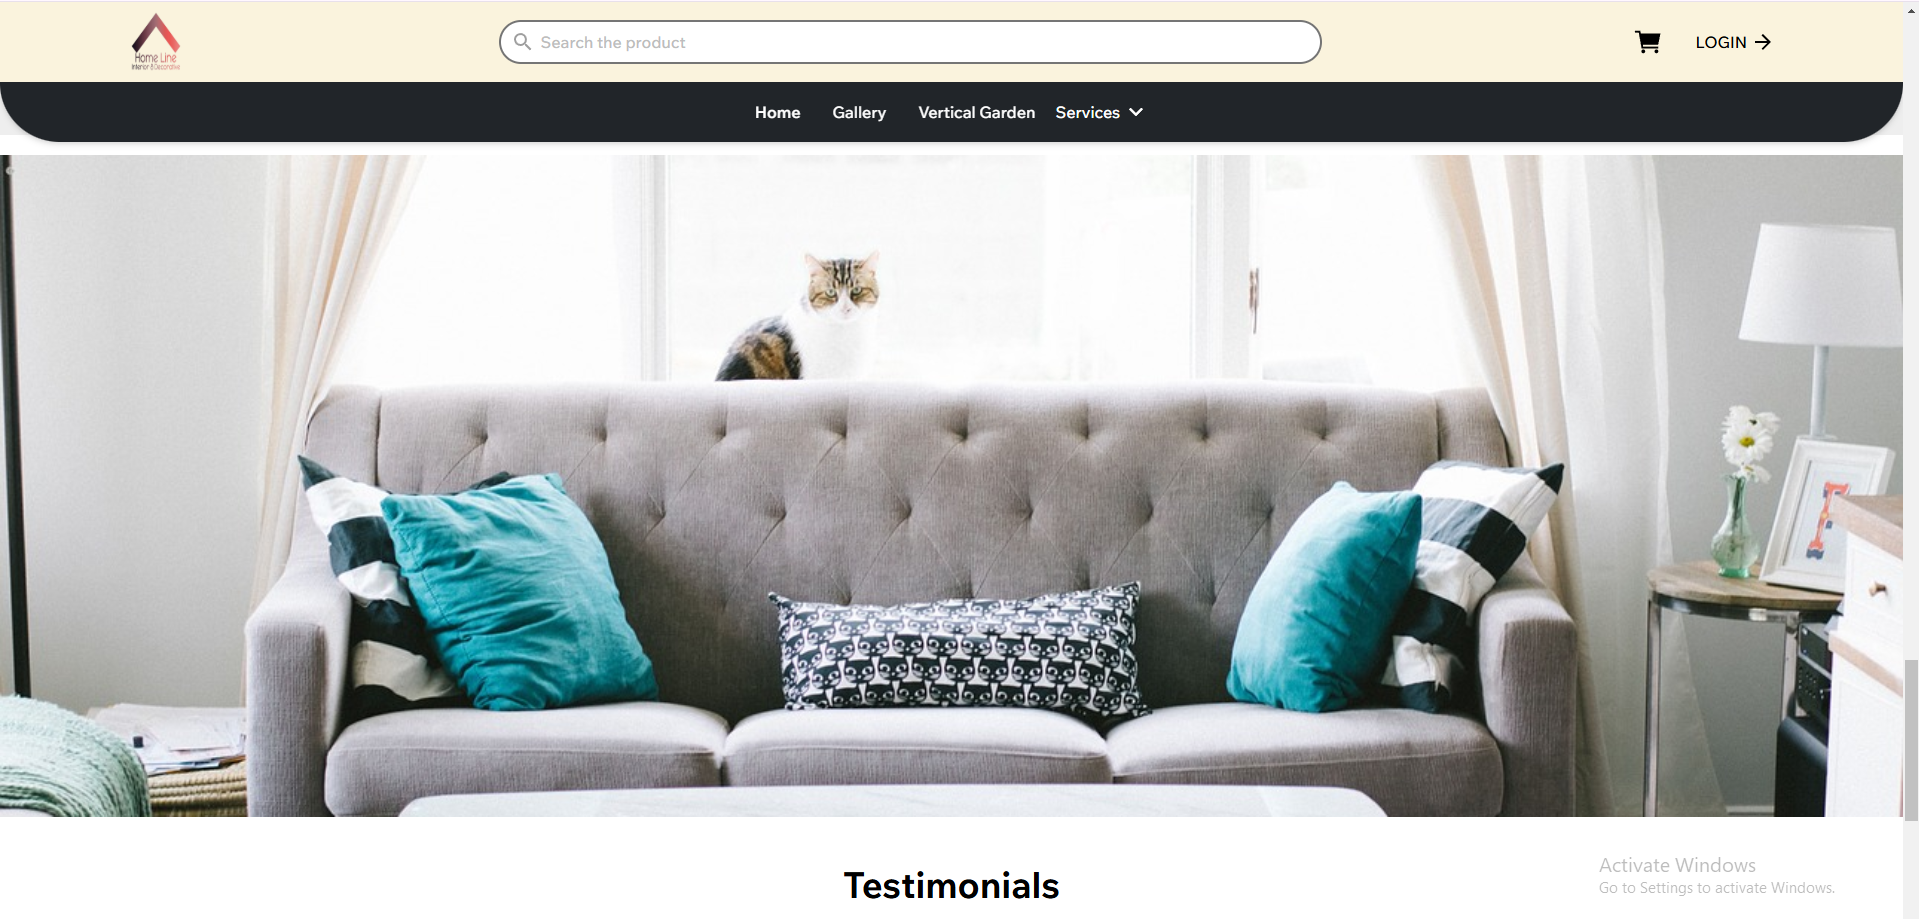 Home Line
Interior & Decorative
Search the product
LOGIN
Home
Gallery
Vertical Garden
Services
Testimonials
Activate Windows
Go to Settings to activate Windows.